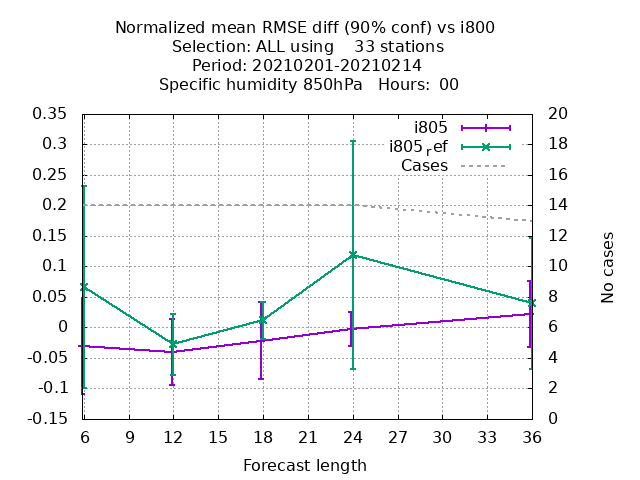 Normalized mean RMSE diff (90% conf) vs i800
Selection: ALL using    33 stations
Period: 20210201-20210214
Specific humidity 850hPa   Hours:  00
0.35
0.3
0.25
0.2
0.15
0.1
0.05
0
-0.05
-0.1
-0.15
20
18
16
14
12
10
8
6
4
2
0
i805
i805_ref
Cases
No cases
6 9 12 15 18 21 24 27 30 33 36
Forecast length